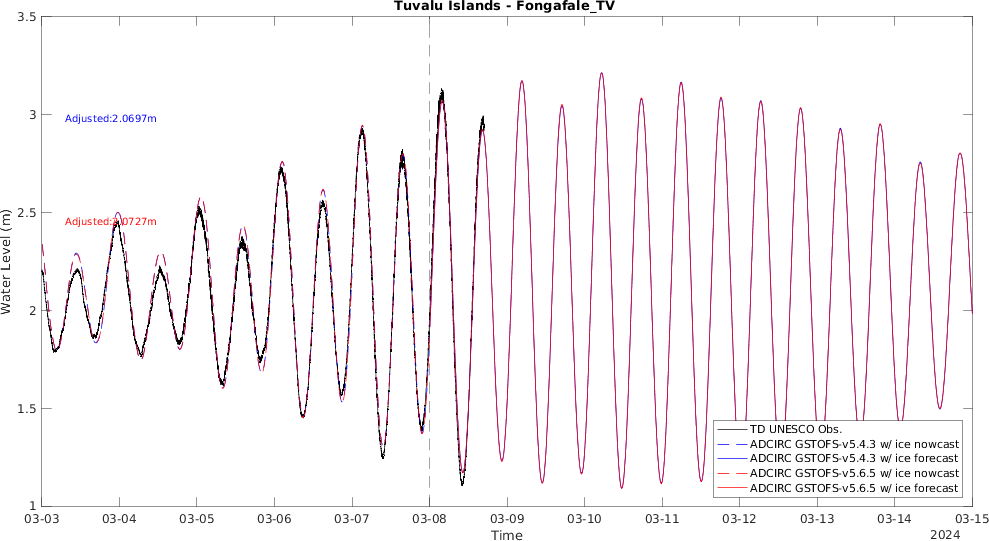 Tuvalu Islands - Fongafale_TV
3.5
3
2.5
2
1.5
1
Water Level (m)
Adjusted:2.0697m
Adjusted:2.0727m
TD UNESCO Obs.
ADCIRC GSTOFS-v5.4.3 w/ ice nowcast
ADCIRC GSTOFS-v5.4.3 w/ ice forecast
ADCIRC GSTOFS-v5.6.5 w/ ice nowcast
ADCIRC GSTOFS-v5.6.5 w/ ice forecast
03-03 03-04 03-05 03-06 03-07 03-08 03-09 03-10 03-11 03-12 03-13 03-14 03-15
Time
2024